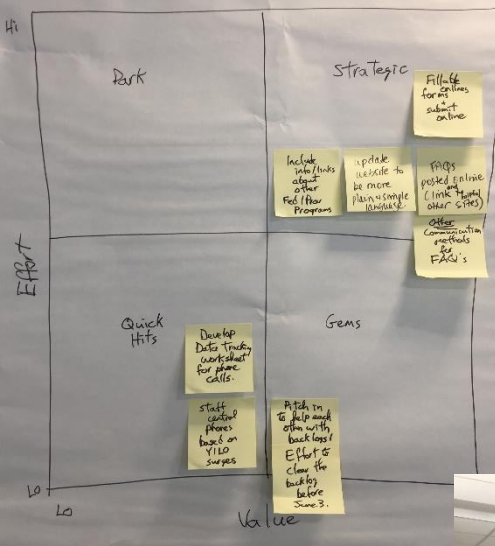 Hi
Park
Strategic
Fillable
forms onlines
+
submit
online
Include
info/links
about
other
Fed/Prov
Programs
update
website to
be more
plain & simple
language.
FAQs
posted online
and
(link
other sites)
Other
Communication
methods
for
FAQ's
Effort
Quick
Hits
Gems
Develop
Data Tracking
worksheet
for phone
calls.
Staff
central
phones
based on
surges
Pitch in
to help each
other with
backlogs!
Effort to
clear the
backlog
before
June 3.
Lo
Lo
Value